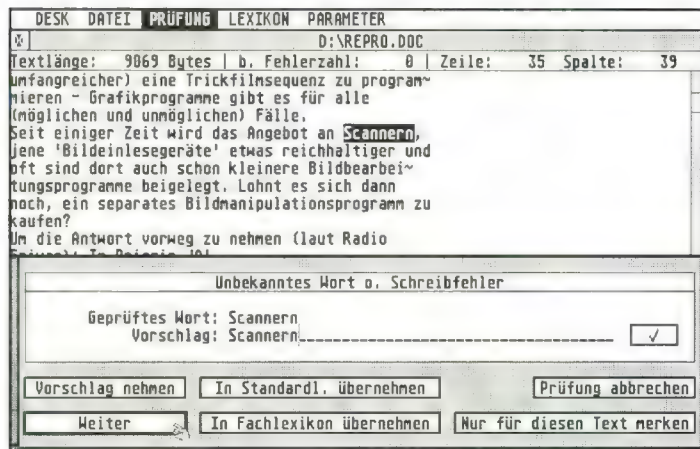 DESK DATEI PRÜFUNG LEXIKON PARAMETER
D:\REPRO.DOC
Textlänge: 9869 Bytes | b. Fehlerzahl: 0 | Zeile: 35 Spalte: 39
umfangreicher) eine Trickfilmsequenz zu program~
mieren - Grafikprogramme gibt es für alle
(möglichen und unmöglichen) Fälle.
Seit einiger Zeit wird das Angebot an Scannern,
jene 'Bildeinlesegeräte' etwas reichhaltiger und
oft sind dort auch schon kleinere Bildbearbei~
tungsprogramme beigelegt. Lohnt es sich dann
noch, ein separates Bildmanipulationsprogramm zu
kaufen?
Um die Antwort vorweg zu nehmen (laut Radio
Unbekanntes Wort o. Schreibfehler
Geprüftes Wort: Scannern
Vorschlag: Scannern
Vorschlag nehmen In Standardl. übernehmen Prüfung abbrechen
Weiter In Fachlexikon übernehmen Nur für diesen Text merken